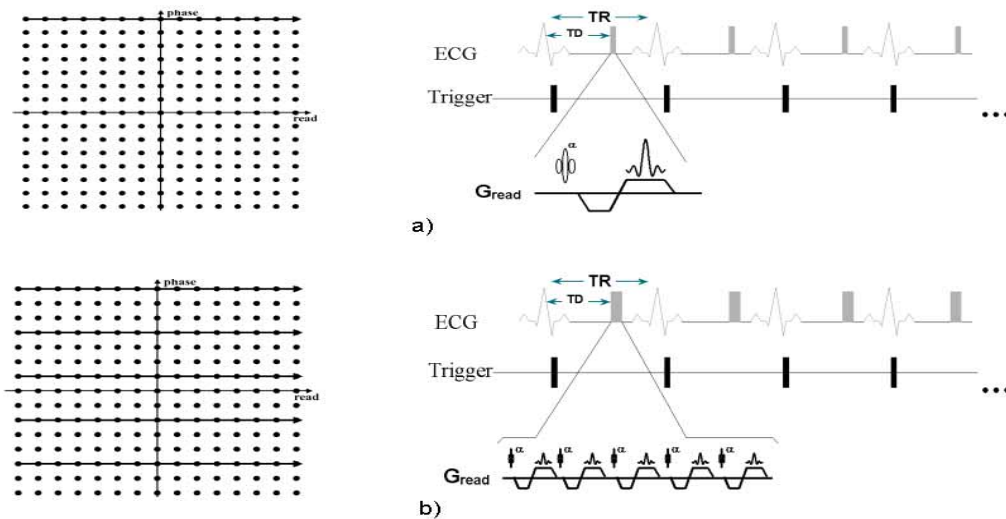 phase
read
TR
TD
ECG
Trigger
...
α
Gread
a)
phase
read
TR
TD
ECG
Trigger
...
α α α α α
Gread
b)